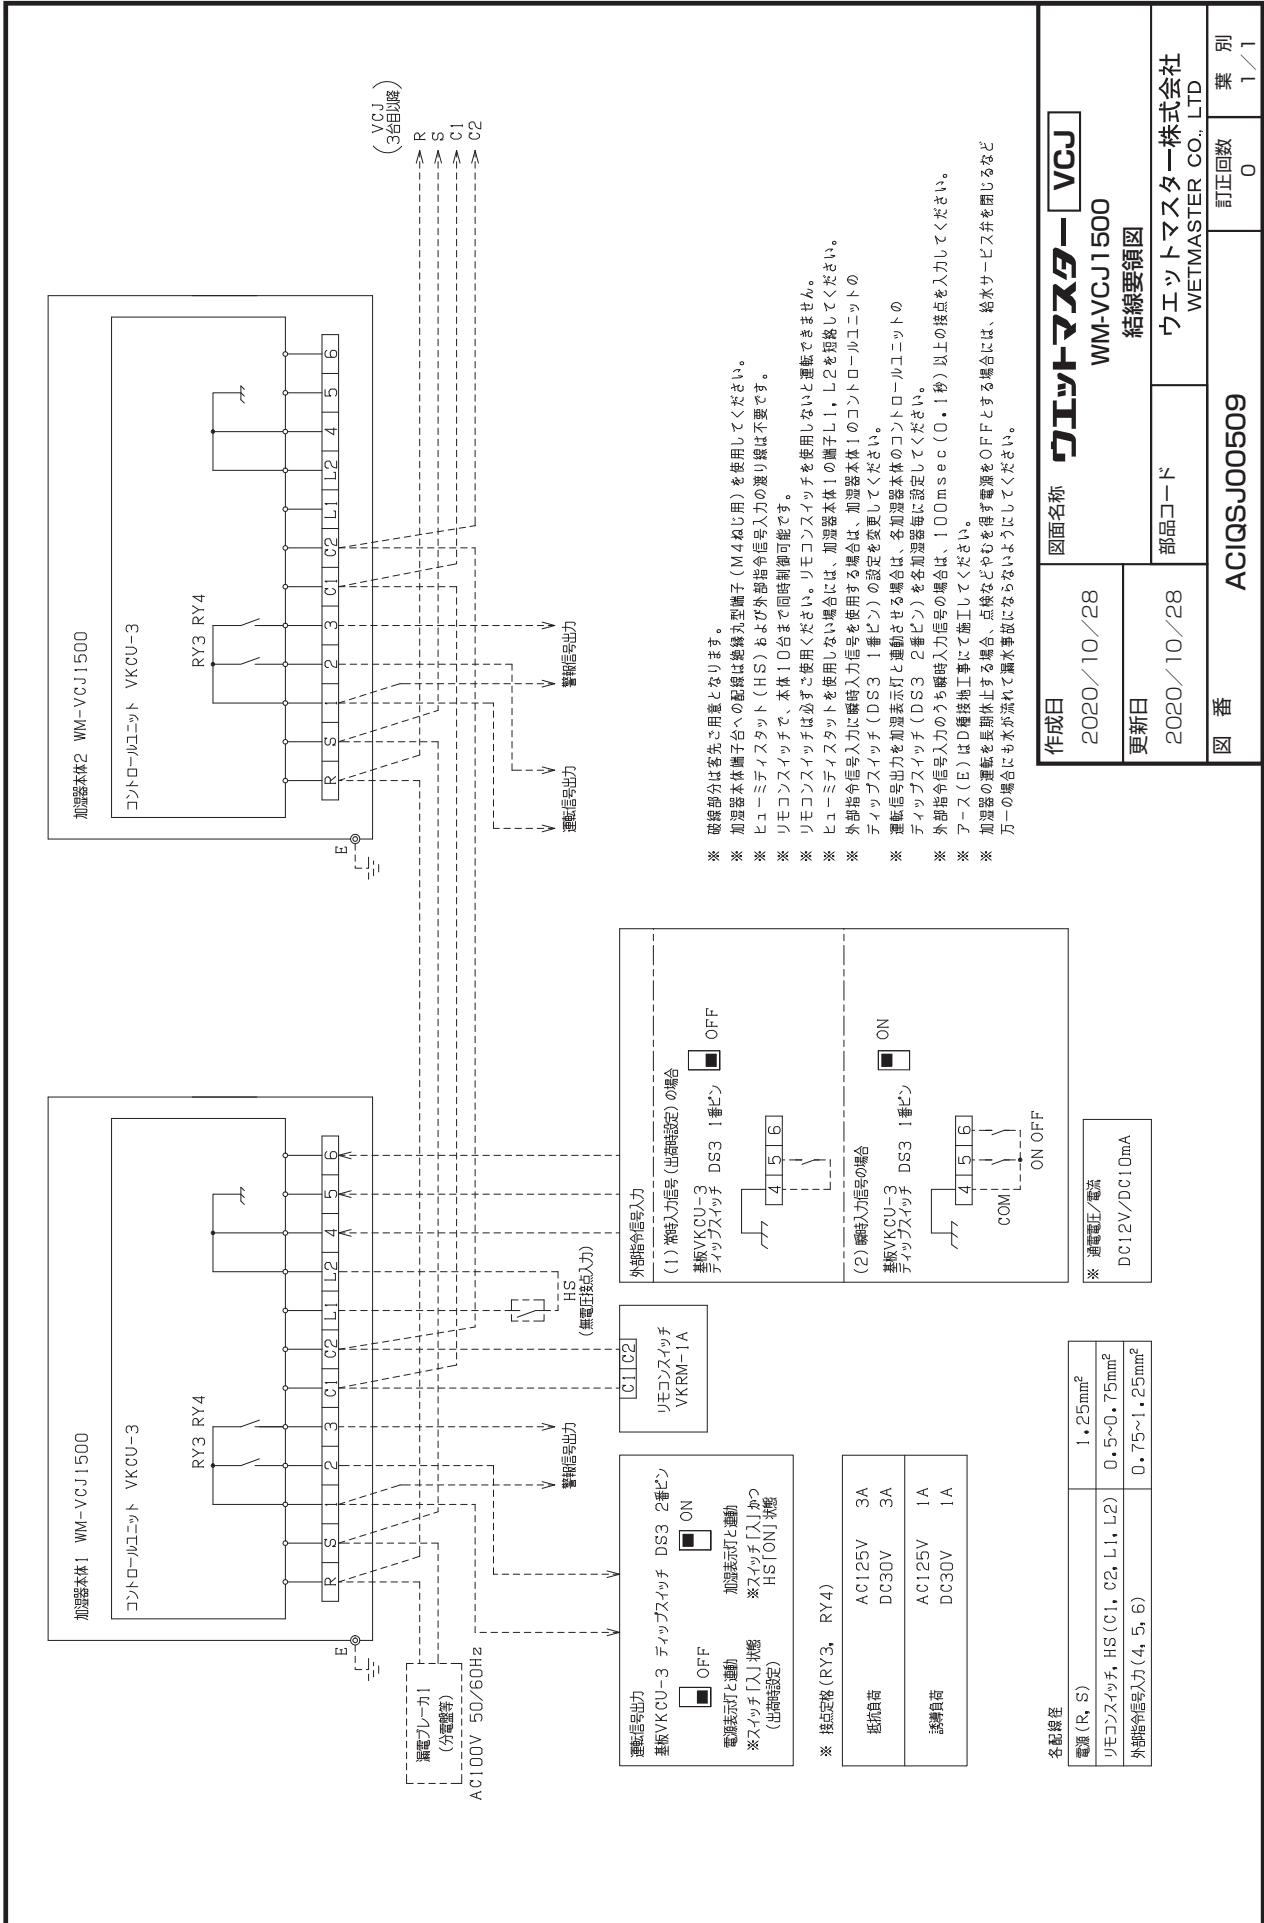 加湿器本体1 WM-VCJ1500
コントロールユニット VKCU-3
RY3 RY4
R S 1 2 3 C1 C2 L1 L2 4 5 6
E
加湿器本体2 WM-VCJ1500
コントロールユニット VKCU-3
RY3 RY4
R S 1 2 3 C1 C2 L1 L2 4 5 6
E
VCJ
(3台目以降)
R
S
C1
C2
漏電ブレーカ1
(分電盤等)
AC100V 50/60Hz
警報信号出力
HS
(無電圧接点入力)
運転信号出力
警報信号出力
運転信号出力
基板VKCU-3 ディップスイッチ DS3 2番ピン
OFF
ON
電源表示灯と連動
※スイッチ「入」状態
(出荷時設定)
加湿表示灯と連動
※スイッチ「入」かつ
HS「ON」状態
C1 C2
リモコンスイッチ
VKRM-1A
外部指令信号入力
(1) 常時入力信号(出荷時設定)の場合
基板VKCU-3
ディップスイッチ DS3 1番ピン
OFF
4 5 6
(2) 瞬時入力信号の場合
基板VKCU-3
ディップスイッチ DS3 1番ピン
ON
4 5 6
COM
ON OFF
※ 接点定格(RY3, RY4)
抵抗負荷 AC125V 3A
DC30V 3A
誘導負荷 AC125V 1A
DC30V 1A
※ 通電電圧/電流
DC12V/DC10mA
各配線径
電源(R, S) 1.25mm²
リモコンスイッチ, HS(C1, C2, L1, L2) 0.5~0.75mm²
外部指令信号入力(4, 5, 6) 0.75~1.25mm²
※ 破線部分は客先ご用意となります。
※ 加湿器本体端子台への配線は絶縁丸型端子(M4ねじ用)を使用してください。
※ ヒューミディスタット(HS)および外部指令信号入力の渡り線は不要です。
※ リモコンスイッチで、本体10台まで同時制御可能です。
※ リモコンスイッチは必ずご使用ください。リモコンスイッチを使用しないと運転できません。
※ ヒューミディスタットを使用しない場合には、加湿器本体1の端子L1, L2を短絡してください。
※ 外部指令信号入力に瞬時入力信号を使用する場合は、加湿器本体1のコントロールユニットの
ディップスイッチ(DS3 1番ピン)の設定を変更してください。
※ 運転信号出力を加湿表示灯と連動させる場合は、各加湿器本体のコントロールユニットの
ディップスイッチ(DS3 2番ピン)を各加湿器毎に設定してください。
※ 外部指令信号入力のうち瞬時入力信号の場合は、100msec(0.1秒)以上の接点を入力してください。
※ アース(E)はD種接地工事にて施工してください。
※ 加湿器の運転を長期休止する場合、点検などやむを得ず電源をOFFとする場合には、給水サービス弁を閉じるなど
万一の場合にも水が流れて漏水事故にならないようにしてください。
作成日
2020/10/28
更新日
2020/10/28
図面名称
ウエットマスター VCJ
WM-VCJ1500
結線要領図
部品コード
ウエットマスター株式会社
WETMASTER CO., LTD
図 番
ACIQSJ00509
訂正回数
0
葉 別
1/1